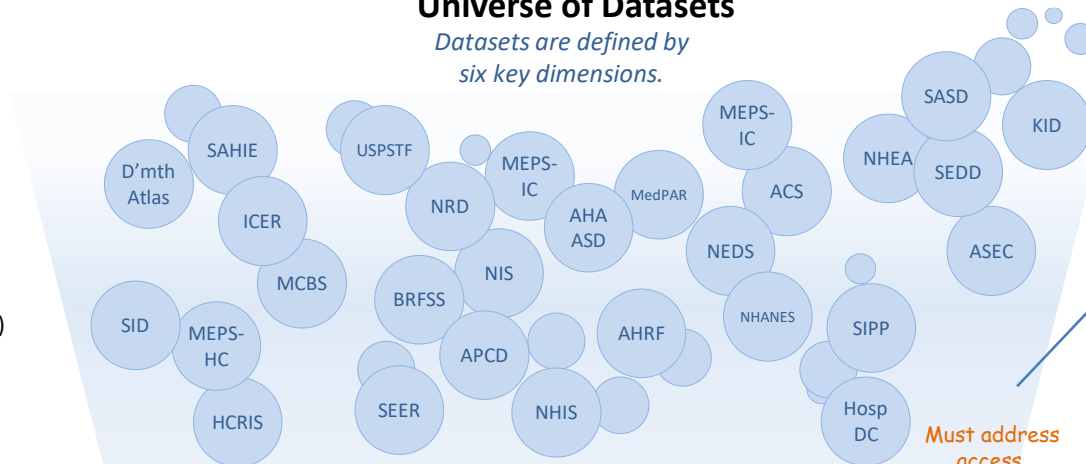 Universe of Datasets
Datasets are defined by
six key dimensions.
SAHIE
D'mth
Atlas
ICER
MCBS
SID
MEPS-
HC
HCRIS
)
USPSTF
NRD
MEPS-
IC
AHA
ASD
MedPAR
NIS
BRFSS
APCD
SEER
NHIS
AHRF
MEPS-
IC
ACS
NEDS
NHANES
SASD
KID
NHEA
SEDD
ASEC
SIPP
Hosp
DC
Must address
access